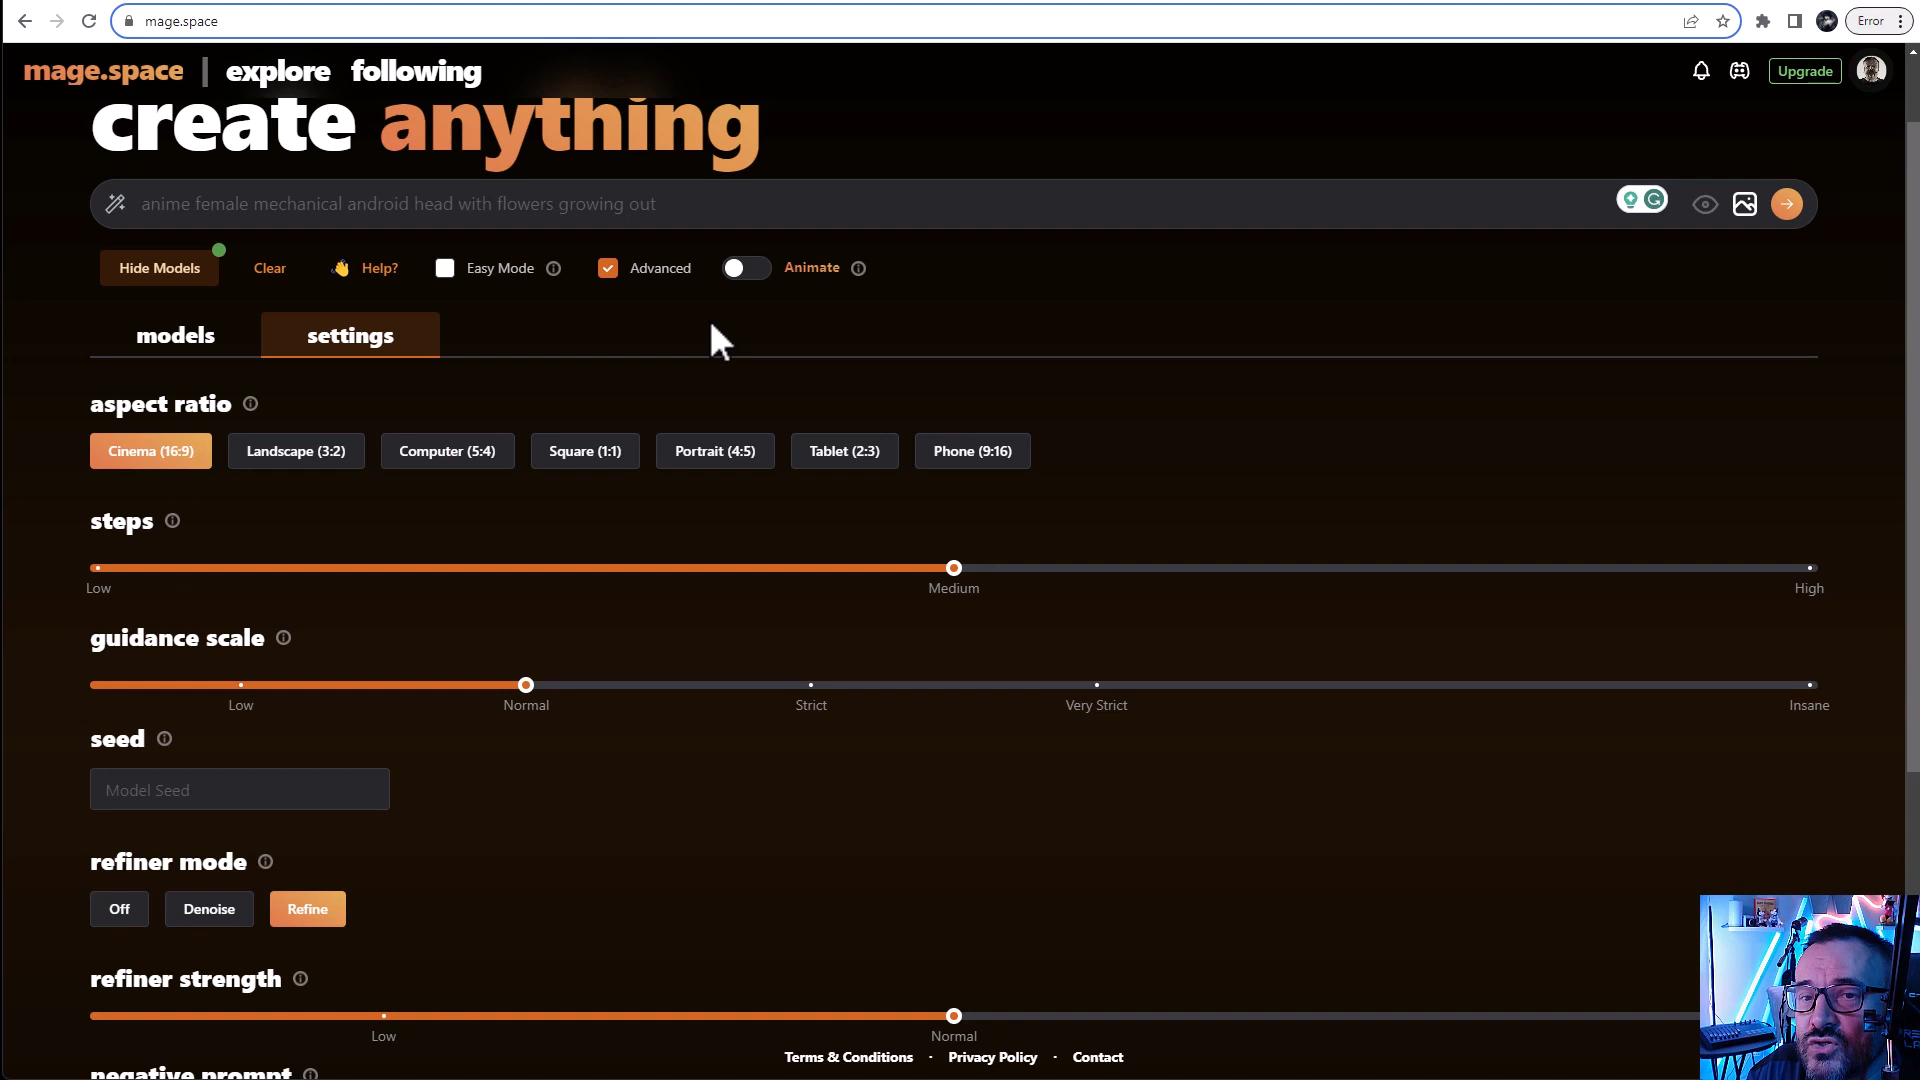 mage.space
Error
mage.space | explore following
Upgrade
create anything
anime female mechanical android head with flowers growing out
Hide Models Clear Help? Easy Mode Advanced Animate
models settings
aspect ratio
Cinema (16:9) Landscape (3:2) Computer (5:4) Square (1:1) Portrait (4:5) Tablet (2:3) Phone (9:16)
steps
Low Medium High
guidance scale
Low Normal Strict Very Strict Insane
seed
Model Seed
refiner mode
Off Denoise Refine
refiner strength
Low Normal
Terms & Conditions · Privacy Policy · Contact
negative prompt